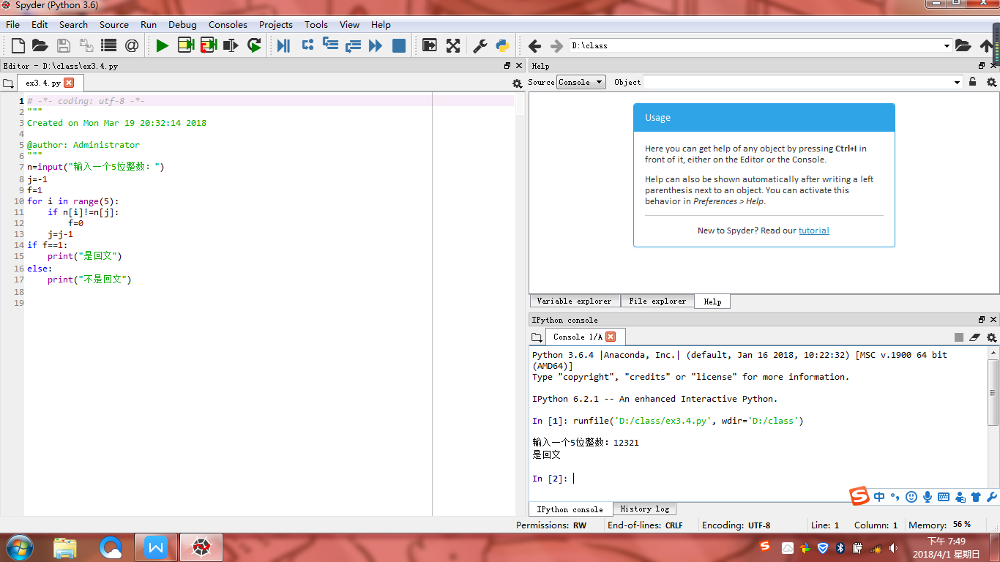 Spyder (Python 3.6)
File Edit Search Source Run Debug Consoles Projects Tools View Help
D:\class
Editor - D:\class\ex3.4.py
ex3.4.py
1 # -*- coding: utf-8 -*-
2 """
3 Created on Mon Mar 19 20:32:14 2018
4
5 @author: Administrator
6 """
7 n=input("输入一个5位整数：")
8 j=-1
9 f=1
10 for i in range(5):
11     if n[i]!=n[j]:
12         f=0
13     j=j-1
14 if f==1:
15     print("是回文")
16 else:
17     print("不是回文")
18
19
Help
Source Console Object
Usage
Here you can get help of any object by pressing Ctrl+I in
front of it, either on the Editor or the Console.
Help can also be shown automatically after writing a left
parenthesis next to an object. You can activate this
behavior in Preferences > Help.
New to Spyder? Read our tutorial
Variable explorer File explorer Help
IPython console
Console 1/A
Python 3.6.4 |Anaconda, Inc.| (default, Jan 16 2018, 10:22:32) [MSC v.1900 64 bit
(AMD64)]
Type "copyright", "credits" or "license" for more information.
IPython 6.2.1 -- An enhanced Interactive Python.
In [1]: runfile('D:/class/ex3.4.py', wdir='D:/class')
输入一个5位整数：12321
是回文
In [2]:
中
IPython console History log
Permissions: RW End-of-lines: CRLF Encoding: UTF-8 Line: 1 Column: 1 Memory: 56 %
下午 7:49
2018/4/1 星期日